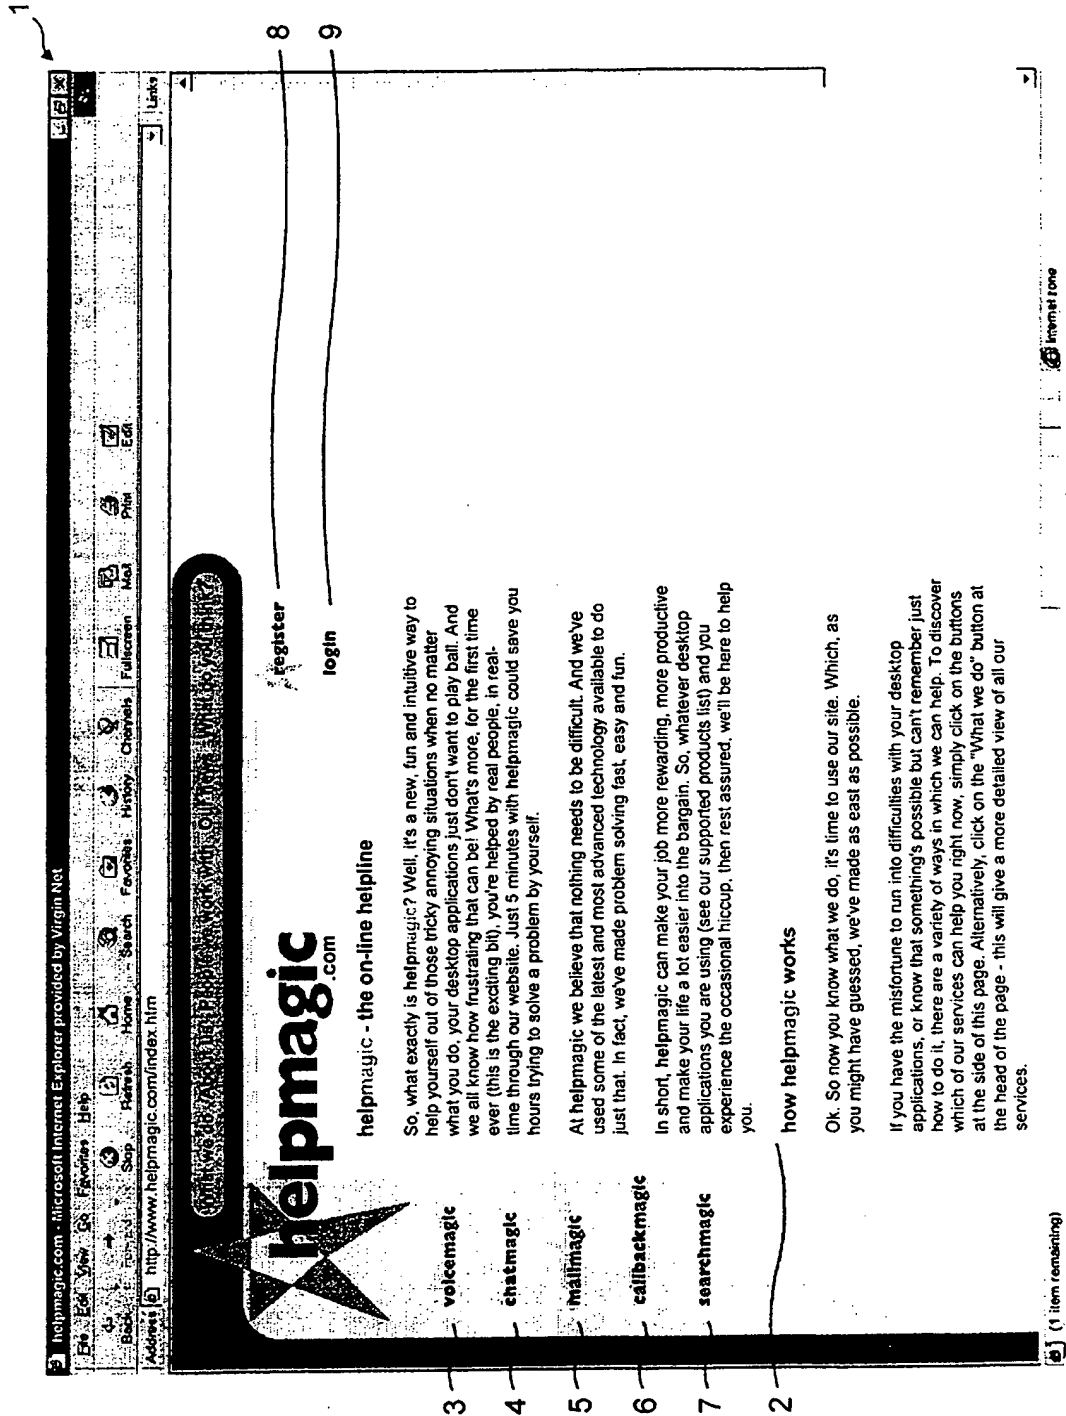 1
helpmagic.com - Microsoft Internet Explorer provided by Virgin Net
File Edit View Go Favorites Help
Back Stop Refresh Home Search Favorites History Channels Fullscreen Mail Print Edit
Address http://www.helpmagic.com/index.htm Links
What we do About us People we work with Our news What do you think?
helpmagic
.com
register 8
login 9
helpmagic - the on-line helpline
So, what exactly is helpmagic? Well, it's a new, fun and intuitive way to
help yourself out of those tricky annoying situations when no matter
what you do, your desktop applications just don't want to play ball. And
we all know how frustrating that can be! What's more, for the first time
ever (this is the exciting bit), you're helped by real people, in real-
time through our website. Just 5 minutes with helpmagic could save you
hours trying to solve a problem by yourself.
At helpmagic we believe that nothing needs to be difficult. And we've
used some of the latest and most advanced technology available to do
just that. In fact, we've made problem solving fast, easy and fun.
In short, helpmagic can make your job more rewarding, more productive
and make your life a lot easier into the bargain. So, whatever desktop
applications you are using (see our supported products list) and you
experience the occasional hiccup, then rest assured, we'll be here to help
you.
3 voicemagic
4 chatmagic
5 mailmagic
6 callbackmagic
7 searchmagic
2 how helpmagic works
Ok. So now you know what we do, it's time to use our site. Which, as
you might have guessed, we've made as east as possible.
If you have the misfortune to run into difficulties with your desktop
applications, or know that something's possible but can't remember just
how to do it, there are a variety of ways in which we can help. To discover
which of our services can help you right now, simply click on the buttons
at the side of this page. Alternatively, click on the "What we do" button at
the head of the page - this will give a more detailed view of all our
services.
(1 item remaining) Internet zone